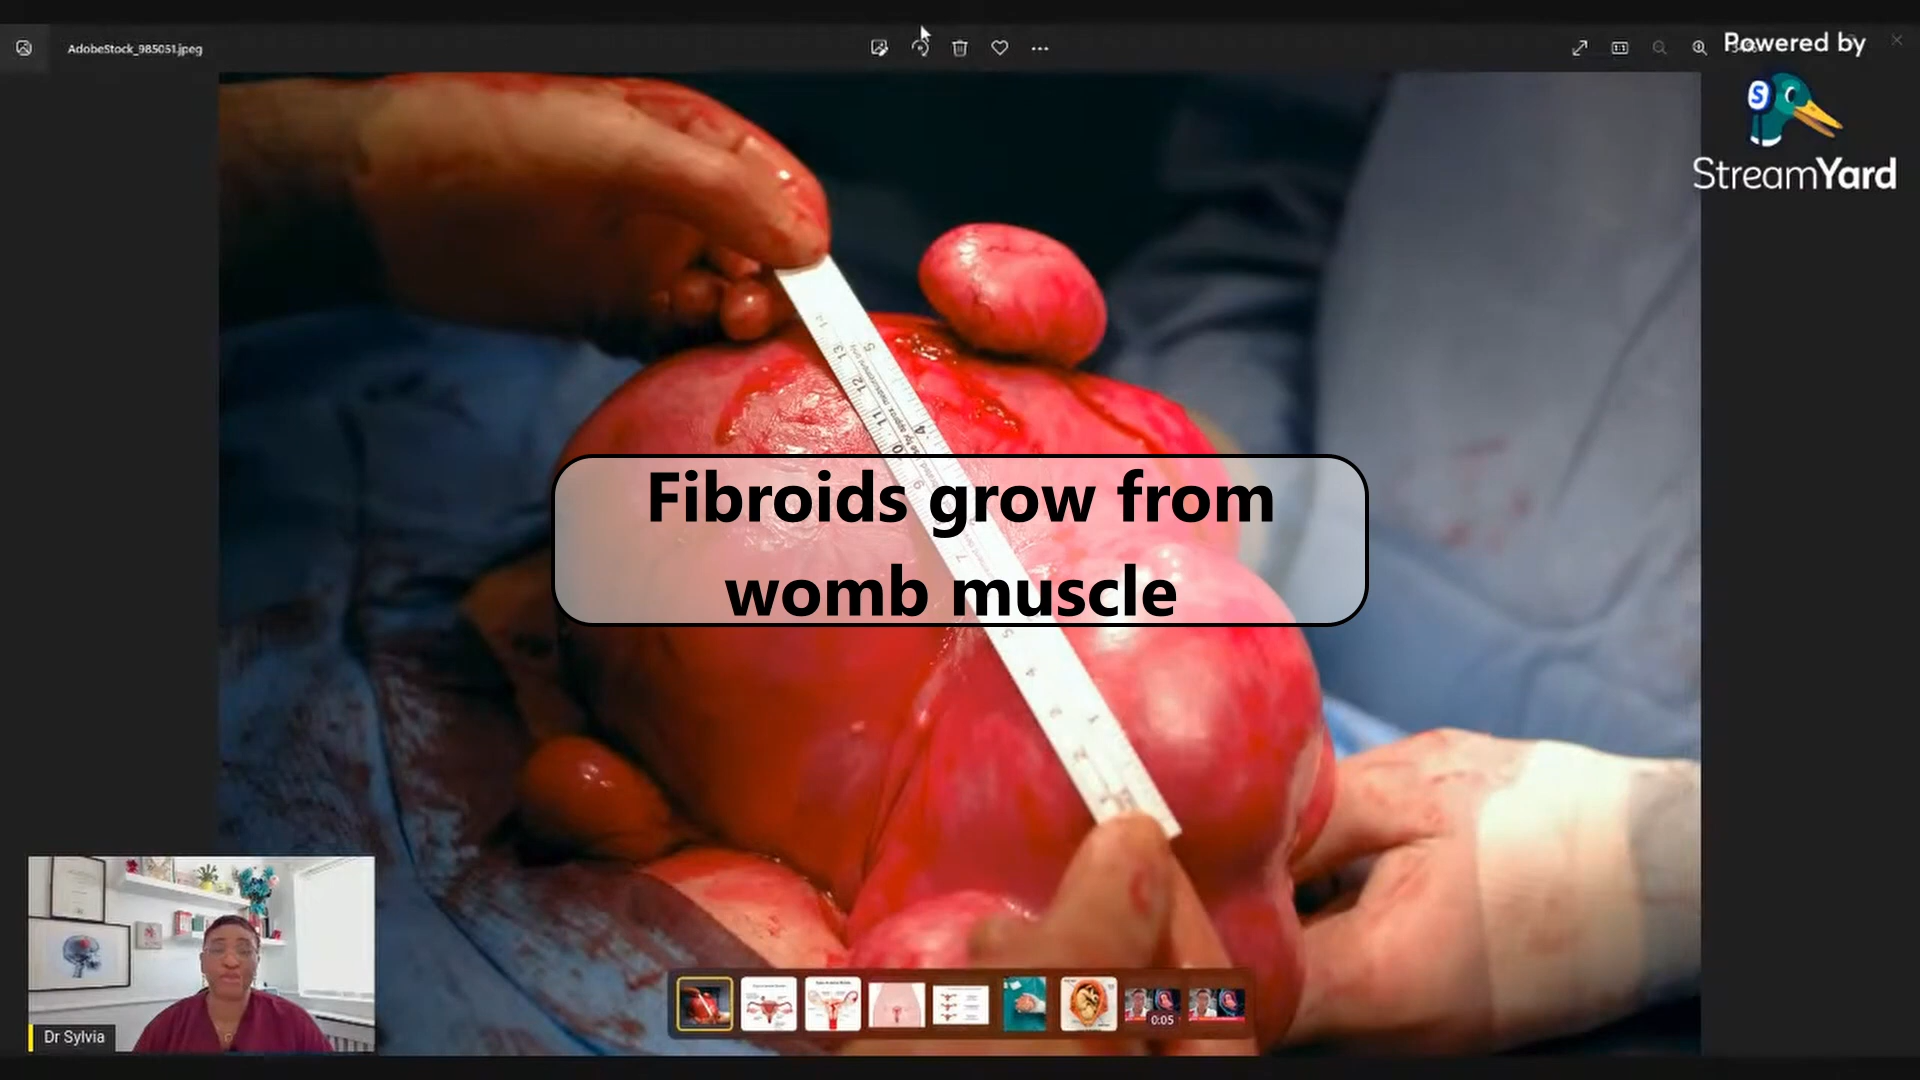 AdobeStock_985051.jpeg
Powered by
StreamYard
Fibroids grow from
womb muscle
0:05
Dr Sylvia